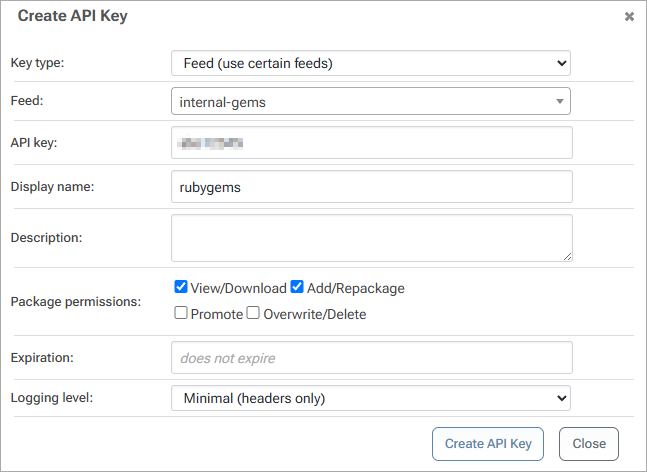 Create API Key
Key type: Feed (use certain feeds)
Feed: internal-gems
API key:
Display name: rubygems
Description:
Package permissions: View/Download Add/Repackage
Promote Overwrite/Delete
Expiration: does not expire
Logging level: Minimal (headers only)
Create API Key Close